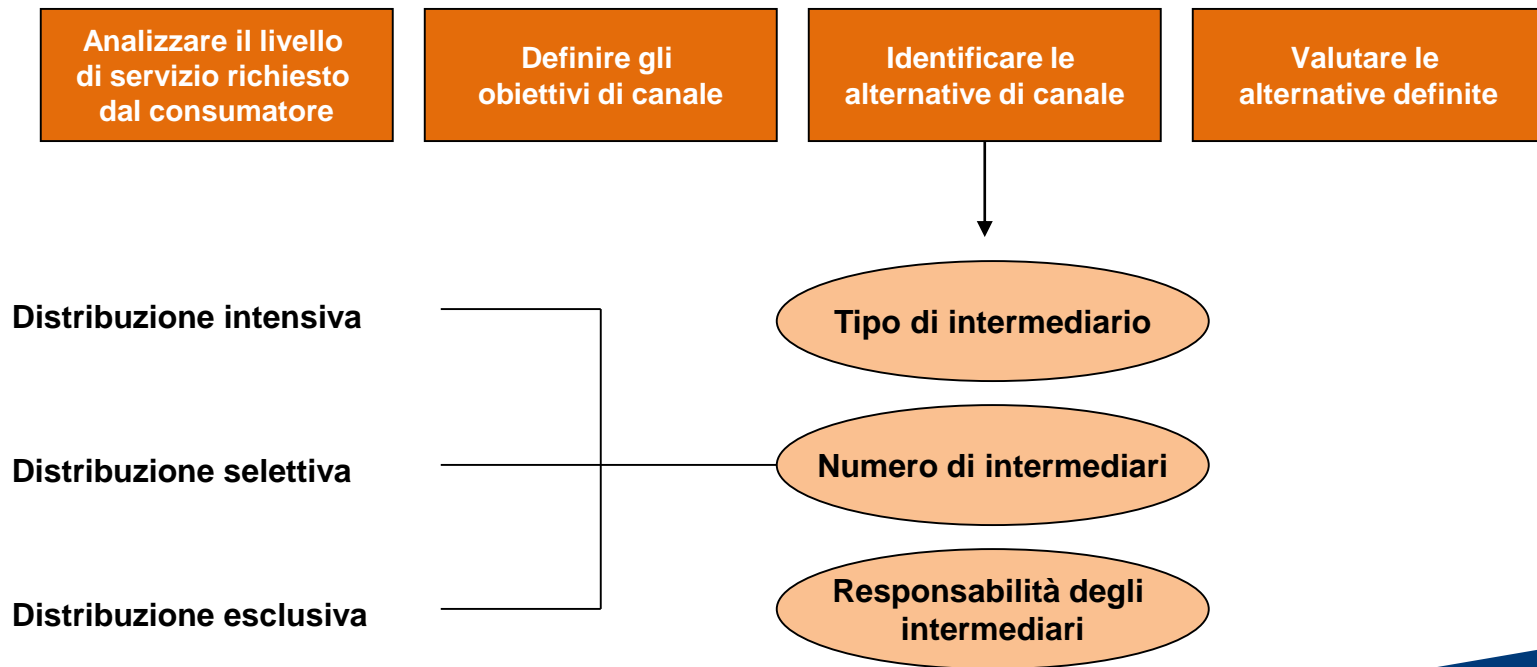 Analizzare il livello
di servizio richiesto
dal consumatore
Definire gli
obiettivi di canale
Identificare le
alternative di canale
Valutare le
alternative definite
Distribuzione intensiva
Tipo di intermediario
Distribuzione selettiva
Numero di intermediari
Distribuzione esclusiva
Responsabilità degli
intermediari